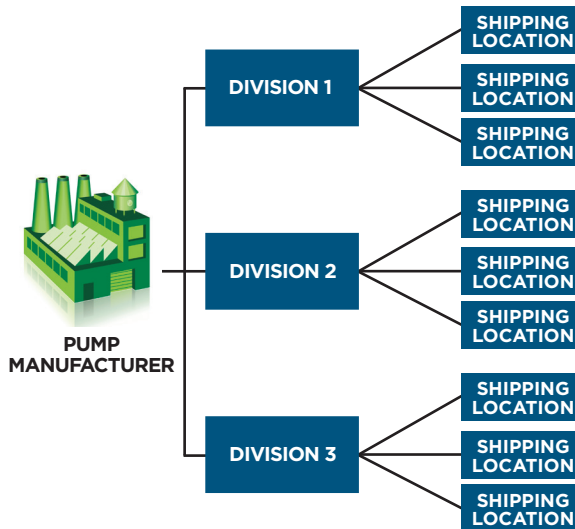 PUMP
MANUFACTURER
DIVISION 1
SHIPPING
LOCATION
SHIPPING
LOCATION
SHIPPING
LOCATION
DIVISION 2
SHIPPING
LOCATION
SHIPPING
LOCATION
SHIPPING
LOCATION
DIVISION 3
SHIPPING
LOCATION
SHIPPING
LOCATION
SHIPPING
LOCATION